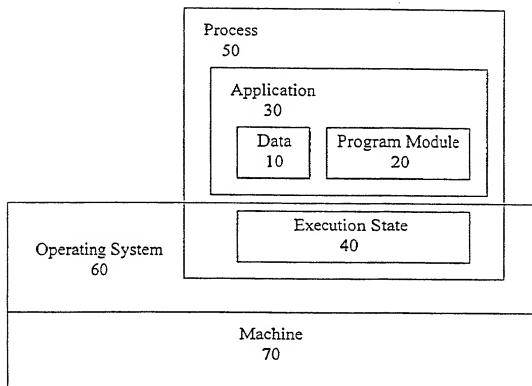 Process
50
Application
30
Data
10
Program Module
20
Execution State
40
Operating System
60
Machine
70